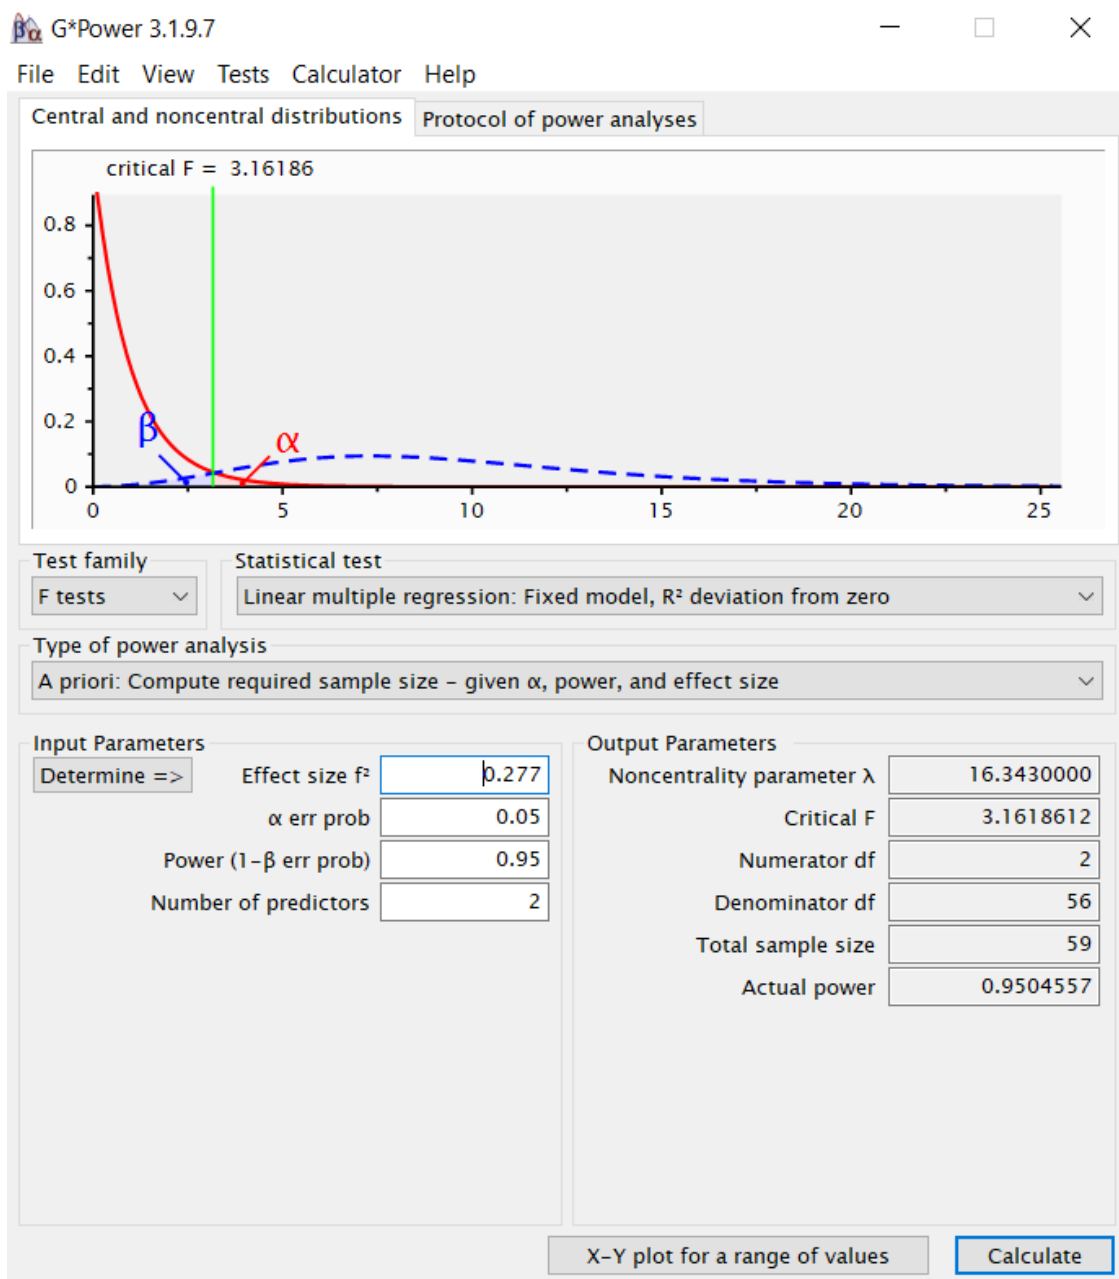 G*Power 3.1.9.7
File Edit View Tests Calculator Help
Central and noncentral distributions Protocol of power analyses
critical F = 3.16186
0.8
0.6
0.4
0.2
0
β
α
0 5 10 15 20 25
Test family Statistical test
F tests Linear multiple regression: Fixed model, R² deviation from zero
Type of power analysis
A priori: Compute required sample size – given α, power, and effect size
Input Parameters
Determine => Effect size f² 0.277
α err prob 0.05
Power (1-β err prob) 0.95
Number of predictors 2
Output Parameters
Noncentrality parameter λ 16.3430000
Critical F 3.1618612
Numerator df 2
Denominator df 56
Total sample size 59
Actual power 0.9504557
X-Y plot for a range of values Calculate